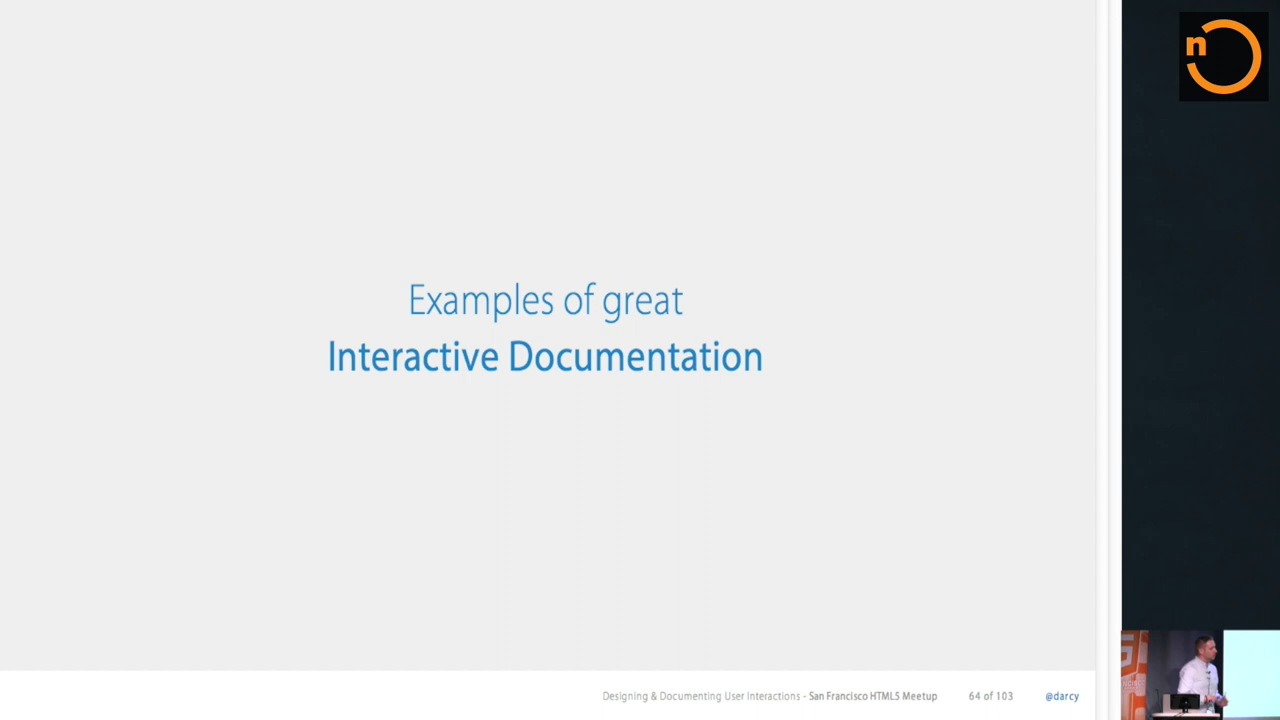 n
Examples of great
Interactive Documentation
Designing & Documenting User Interactions - San Francisco HTML5 Meetup 64 of 103 @darcy